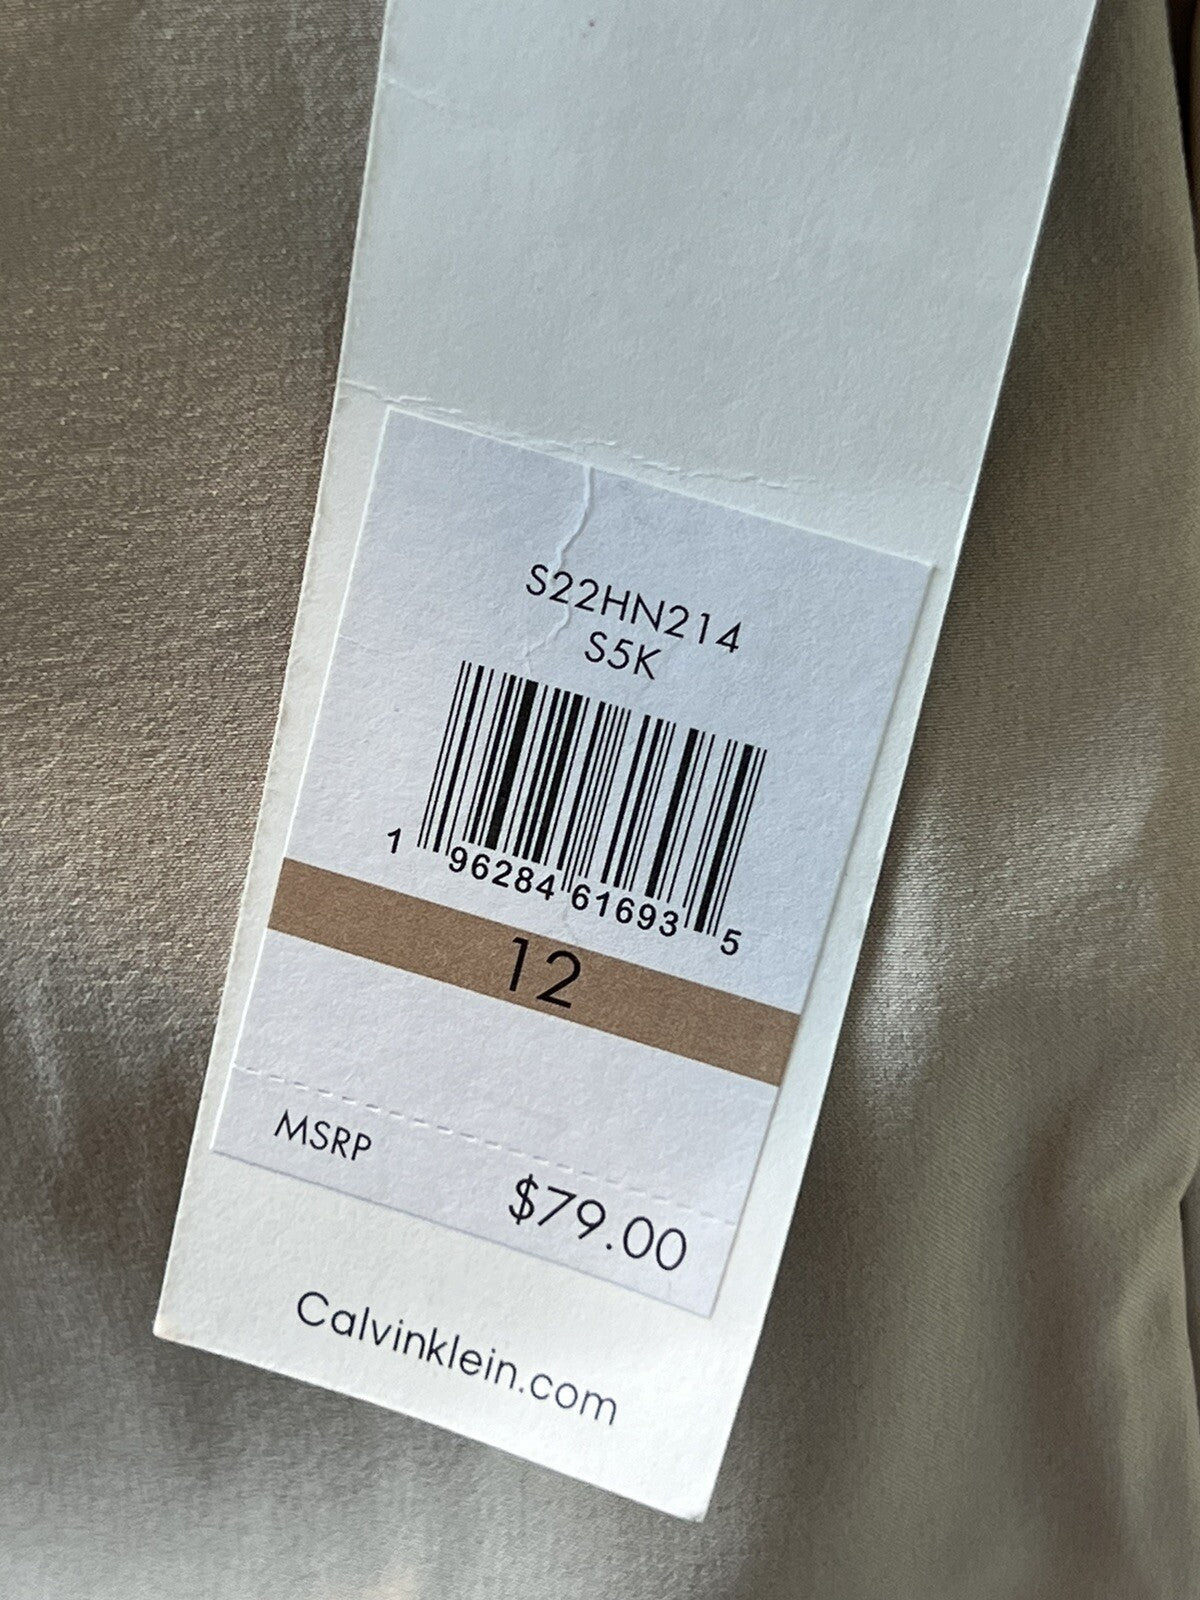 S22HN214
S5K
1 96284 61693 5
12
MSRP
$79.00
Calvinklein.com